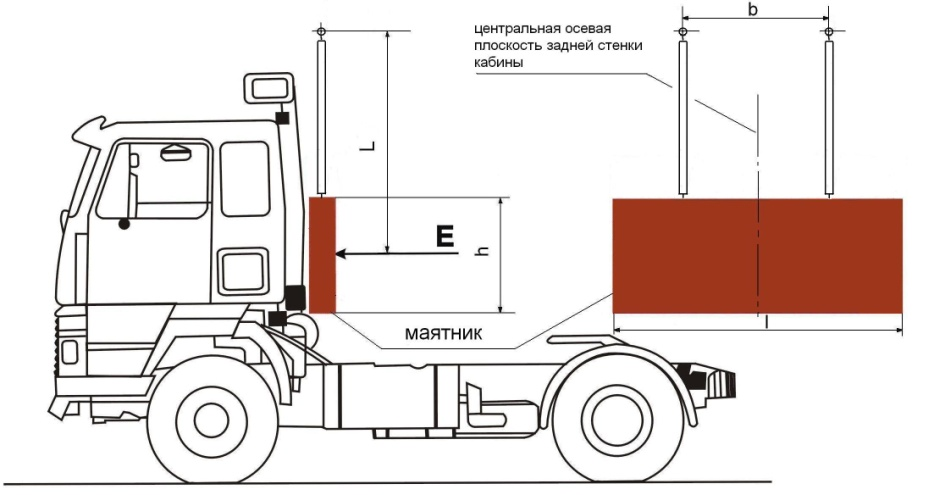 b
центральная осевая
плоскость задней стенки
кабины
L
E
h
маятник
l